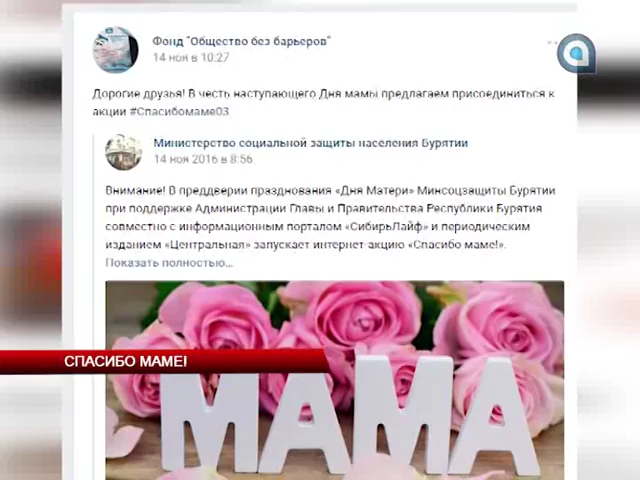 Фонд "Общество без барьеров"
14 ноя в 10:27
Дорогие друзья! В честь наступающего Дня мамы предлагаем присоединиться к
акции #Спасибомаме03
Министерство социальной защиты населения Бурятии
14 ноя 2016 в 8:56
Внимание! В преддверии празднования «Дня Матери» Минсоцзащиты Бурятии
при поддержке Администрации Главы и Правительства Республики Бурятия
совместно с информационным порталом «СибирьЛайф» и периодическим
изданием «Центральная» запускает интернет-акцию «Спасибо маме!».
Показать полностью...
СПАСИБО МАМЕ!
МАМА